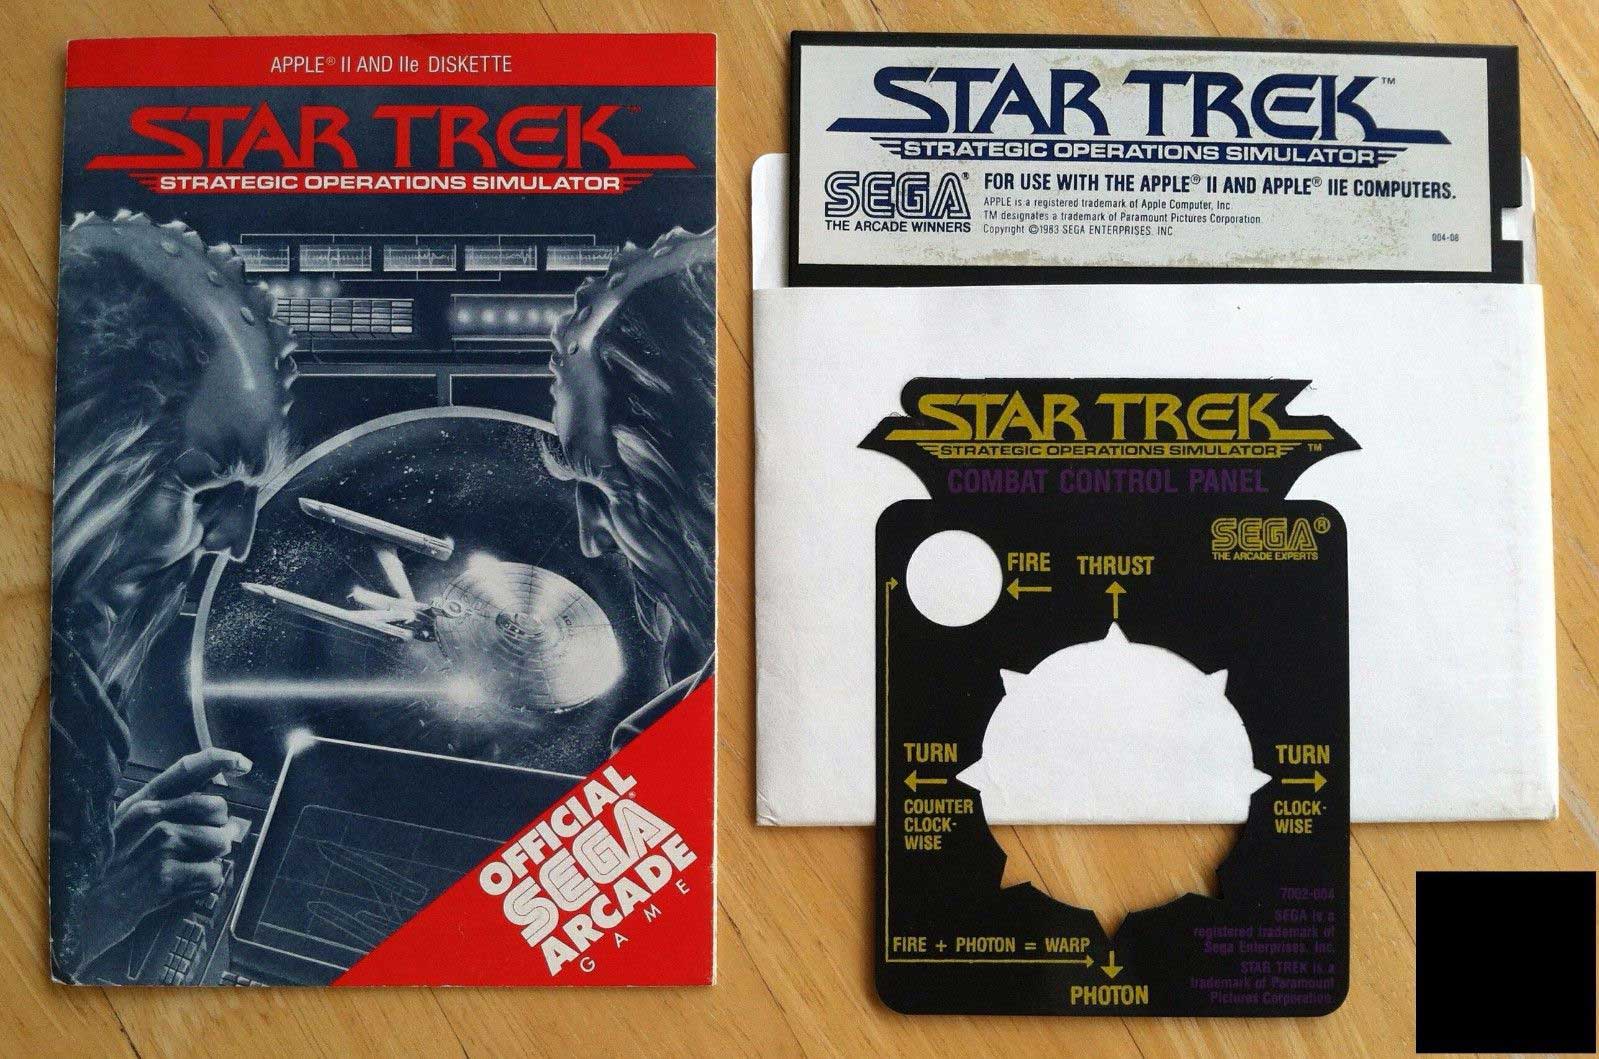 APPLE® II AND IIe DISKETTE
STAR TREK™
STRATEGIC OPERATIONS SIMULATOR
OFFICIAL
SEGA®
ARCADE
GAME
STAR TREK™
STRATEGIC OPERATIONS SIMULATOR
SEGA®
THE ARCADE WINNERS
FOR USE WITH THE APPLE® II AND APPLE® IIE COMPUTERS.
APPLE is a registered trademark of Apple Computer, Inc.
TM designates a trademark of Paramount Pictures Corporation.
Copyright ©1983 SEGA ENTERPRISES, INC.
004-08
STAR TREK
STRATEGIC OPERATIONS SIMULATOR™
COMBAT CONTROL PANEL
SEGA®
THE ARCADE EXPERTS
FIRE
THRUST
TURN
COUNTER
CLOCK-
WISE
TURN
CLOCK-
WISE
FIRE + PHOTON = WARP
PHOTON
7002-004
SEGA is a
registered trademark of
Sega Enterprises, Inc.
STAR TREK is a
trademark of Paramount
Pictures Corporation.